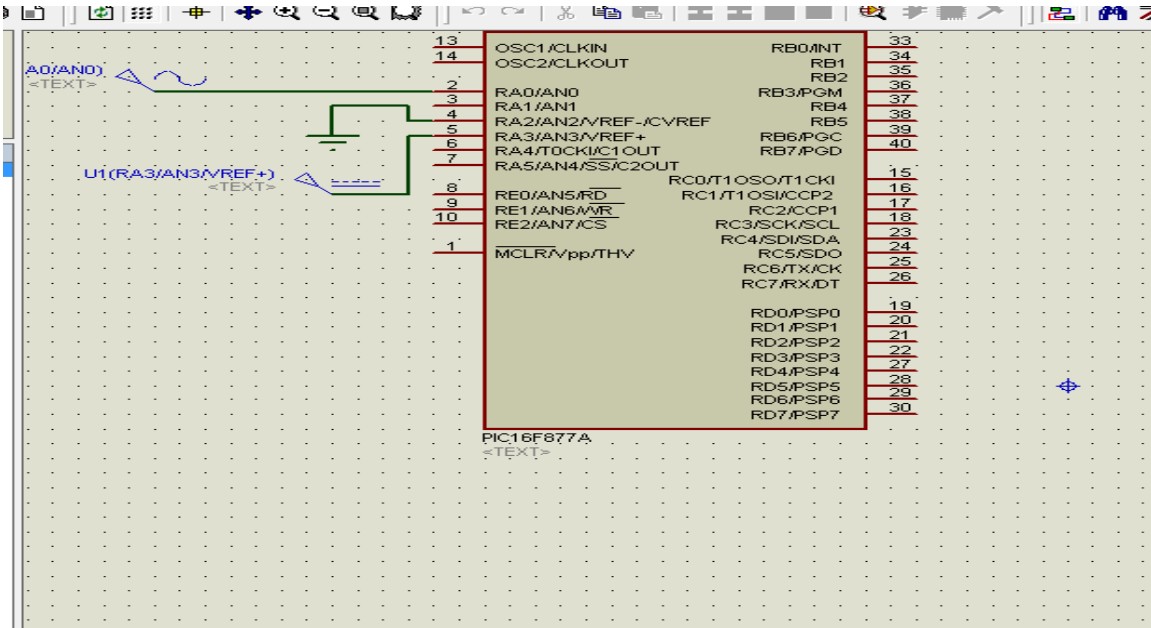 13 OSC1/CLKIN RB0/INT 33
14 OSC2/CLKOUT RB1 34
RB2 35
A0/AN0)
<TEXT>
2 RA0/AN0 RB3/PGM 36
3 RA1/AN1 RB4 37
4 RA2/AN2/VREF-/CVREF RB5 38
5 RA3/AN3/VREF+ RB6/PGC 39
6 RA4/T0CKI/C1OUT RB7/PGD 40
7 RA5/AN4/SS/C2OUT
U1(RA3/AN3/VREF+)
<TEXT>
RC0/T1OSO/T1CKI 15
8 RE0/AN5/RD RC1/T1OSI/CCP2 16
9 RE1/AN6/WR RC2/CCP1 17
10 RE2/AN7/CS RC3/SCK/SCL 18
RC4/SDI/SDA 23
1 MCLR/Vpp/THV RC5/SDO 24
RC6/TX/CK 25
RC7/RX/DT 26
RD0/PSP0 19
RD1/PSP1 20
RD2/PSP2 21
RD3/PSP3 22
RD4/PSP4 27
RD5/PSP5 28
RD6/PSP6 29
RD7/PSP7 30
PIC16F877A
<TEXT>